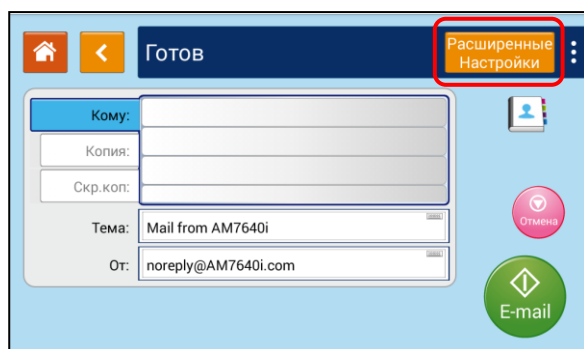 Готов
Расширенные
Настройки
Кому:
Копия:
Скр.коп:
Тема: Mail from AM7640i
От: noreply@AM7640i.com
Отмена
E-mail